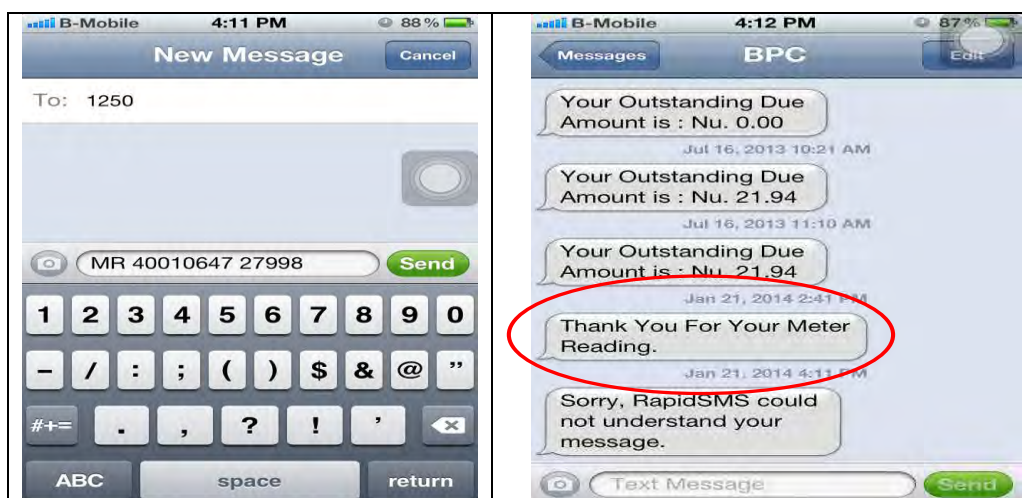 B-Mobile 4:11 PM 88%
New Message Cancel
To: 1250
MR 40010647 27998 Send
1 2 3 4 5 6 7 8 9 0
- / : ; ( ) $ & @ "
#+= . , ? ! '
ABC space return
B-Mobile 4:12 PM 87%
Messages BPC Edit
Your Outstanding Due
Amount is : Nu. 0.00
Jul 16, 2013 10:21 AM
Your Outstanding Due
Amount is : Nu. 21.94
Jul 16, 2013 11:10 AM
Your Outstanding Due
Amount is : Nu. 21.94
Jan 21, 2014 2:41 PM
Thank You For Your Meter
Reading.
Jan 21, 2014 4:11 PM
Sorry, RapidSMS could
not understand your
message.
Text Message Send